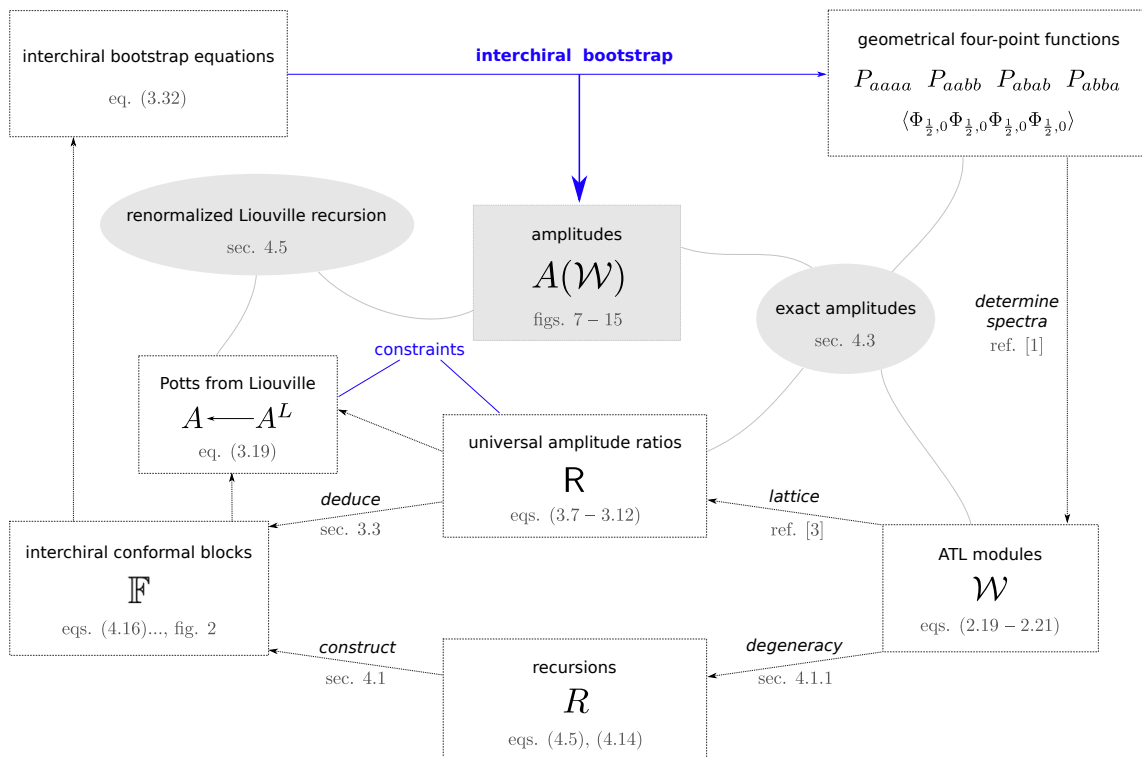 interchiral bootstrap equations
eq. (3.32)
interchiral bootstrap
geometrical four-point functions
P_{aaaa} P_{aabb} P_{abab} P_{abba}
⟨Φ_{\frac{1}{2},0}Φ_{\frac{1}{2},0}Φ_{\frac{1}{2},0}Φ_{\frac{1}{2},0}⟩
renormalized Liouville recursion
sec. 4.5
amplitudes
A(𝒲)
figs. 7 – 15
exact amplitudes
sec. 4.3
determine
spectra
ref. [1]
constraints
Potts from Liouville
A ⟵ A^L
eq. (3.19)
universal amplitude ratios
R
eqs. (3.7 – 3.12)
deduce
sec. 3.3
lattice
ref. [3]
interchiral conformal blocks
𝔽
eqs. (4.16)..., fig. 2
ATL modules
𝒲
eqs. (2.19 – 2.21)
construct
sec. 4.1
recursions
R
eqs. (4.5), (4.14)
degeneracy
sec. 4.1.1